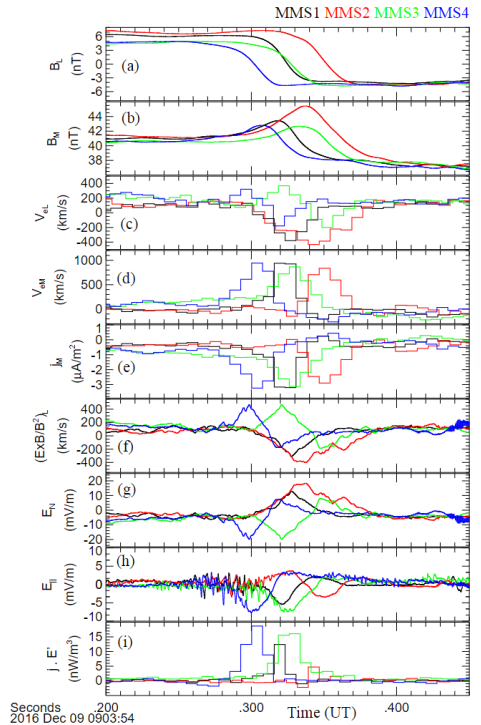 MMS1 MMS2 MMS3 MMS4
6
4
2
0
-2
-4
-6
B_L
(nT)
(a)
44
42
40
38
B_M
(nT)
(b)
400
200
0
-200
-400
V_eL
(km/s)
(c)
1000
500
0
V_eM
(km/s)
(d)
1
0
-1
-2
-3
j_M
(μA/m²)
(e)
400
200
0
-200
-400
(ExB/B²)_L
(km/s)
(f)
20
10
0
-10
-20
E_N
(mV/m)
(g)
10
5
0
-5
-10
E_||
(mV/m)
(h)
15
10
5
0
j · E'
(nW/m³)
(i)
.200 .300 Time (UT) .400
Seconds
2016 Dec 09 0903:54